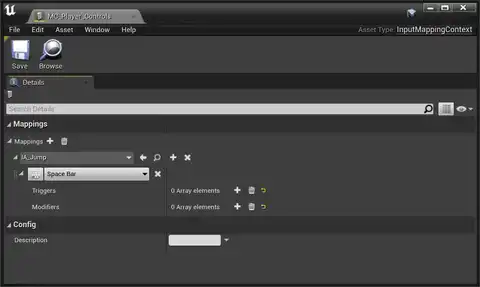 MC_Player_Controls
File Edit Asset Window Help
Asset Type: InputMappingContext
Save Browse
Details
Search Details
Mappings
Mappings
IA_Jump
Space Bar
Triggers 0 Array elements
Modifiers 0 Array elements
Config
Description